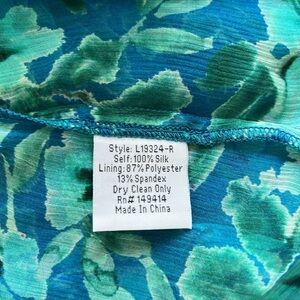 Style: L19324-R
Self:100% Silk
Lining: 87% Polyester
13% Spandex
Dry Clean Only
Rn# 149414
Made In China